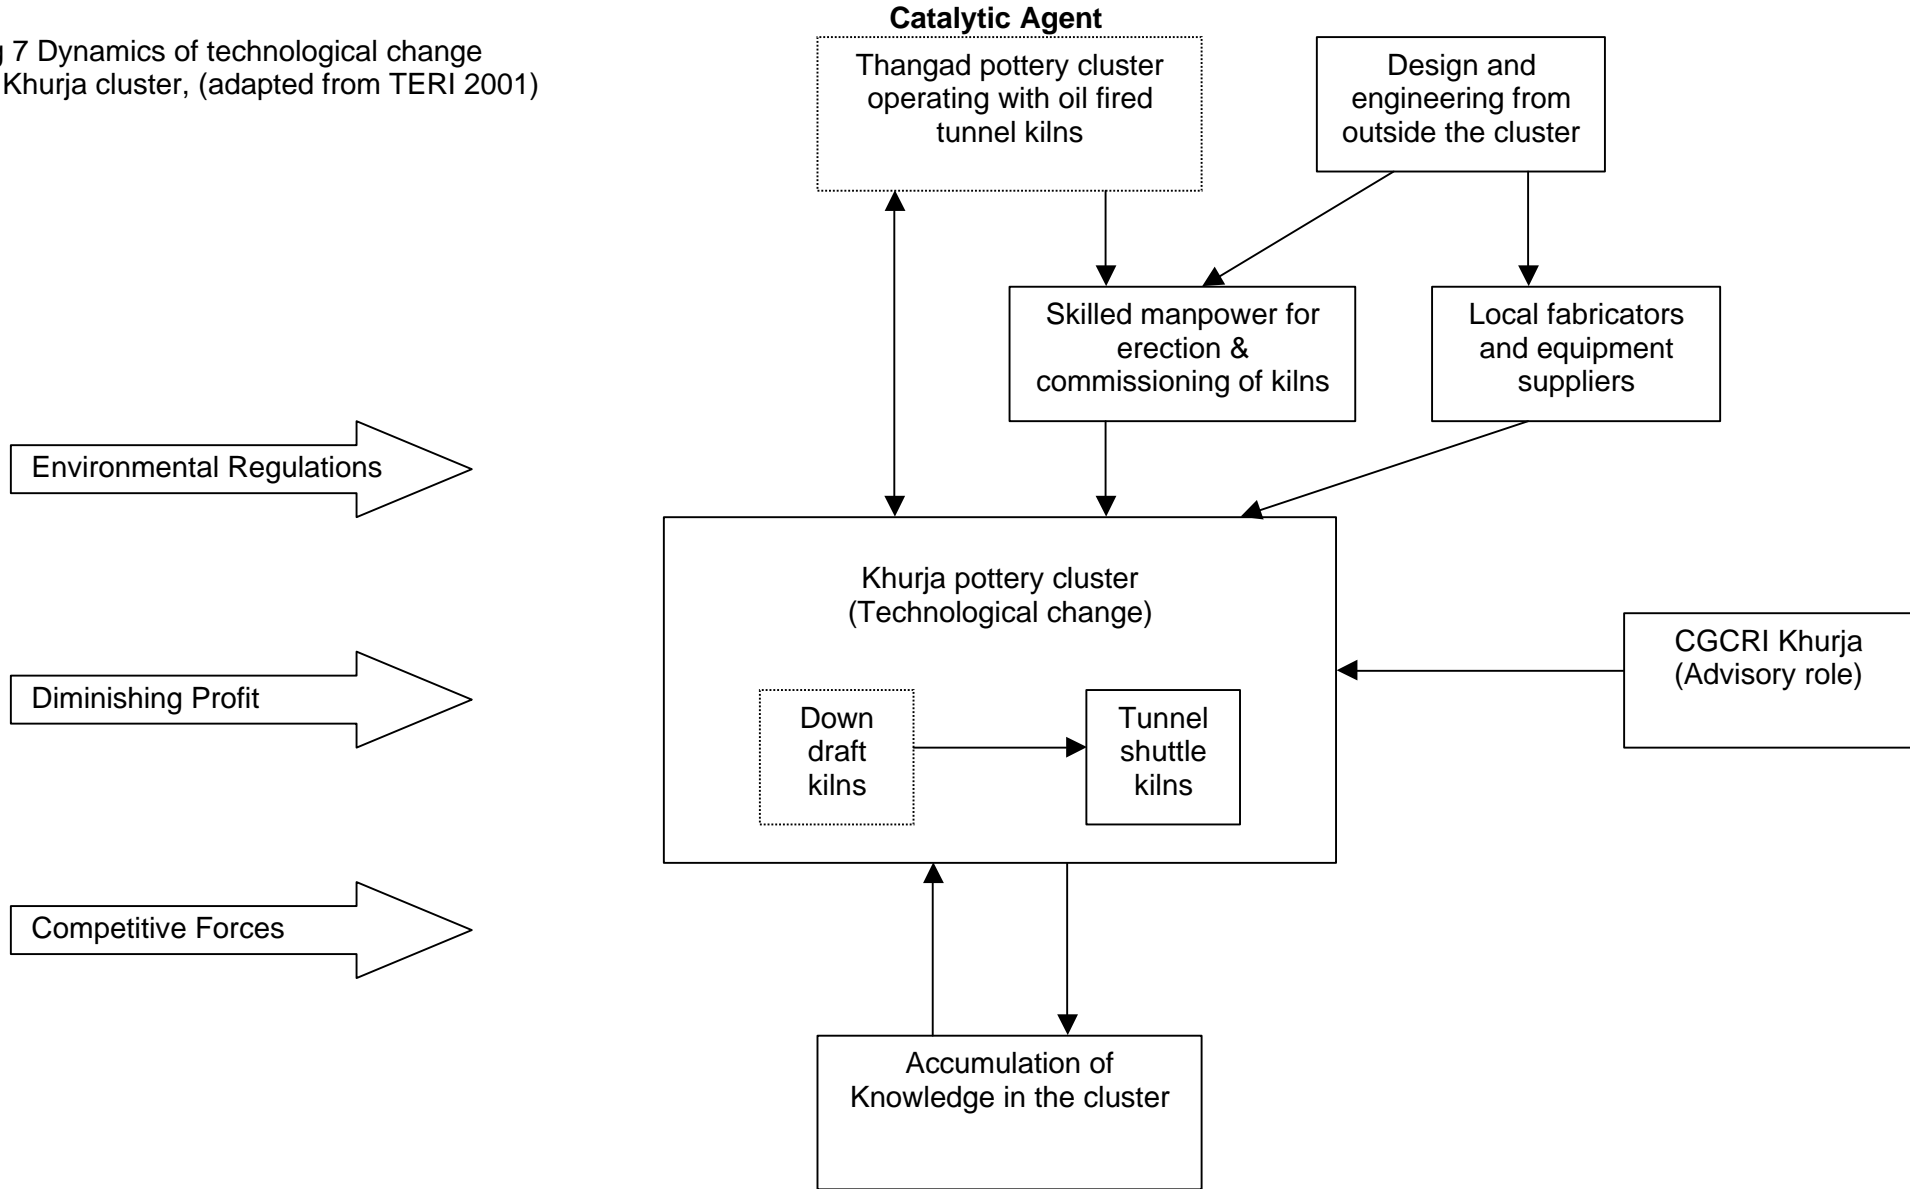 Catalytic Agent
g 7 Dynamics of technological change
Khurja cluster, (adapted from TERI 2001)
Thangad pottery cluster
operating with oil fired
tunnel kilns
Design and
engineering from
outside the cluster
Skilled manpower for
erection &
commissioning of kilns
Local fabricators
and equipment
suppliers
Environmental Regulations
Khurja pottery cluster
(Technological change)
CGCRI Khurja
(Advisory role)
Diminishing Profit
Down
draft
kilns
Tunnel
shuttle
kilns
Competitive Forces
Accumulation of
Knowledge in the cluster